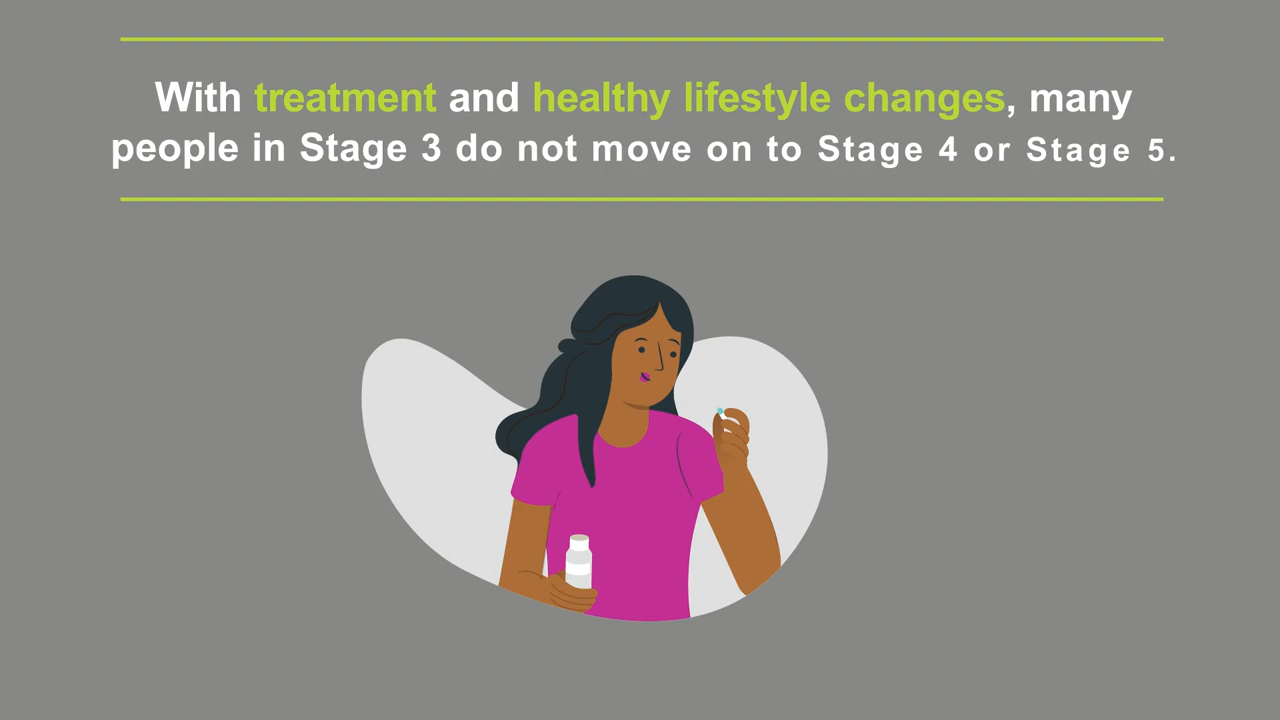 With treatment and healthy lifestyle changes, many
people in Stage 3 do not move on to Stage 4 or Stage 5.